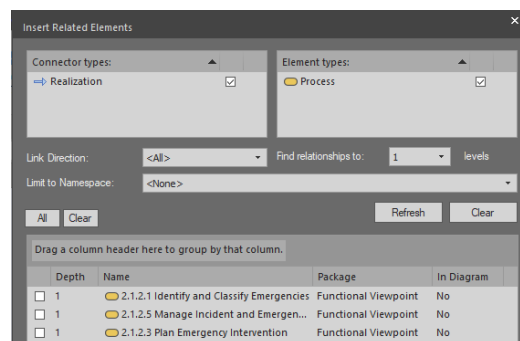 Insert Related Elements
Connector types:
Element types:
Realization
Process
Link Direction: <All> Find relationships to: 1 levels
Limit to Namespace: <None>
All Clear Refresh Clear
Drag a column header here to group by that column.
Depth Name Package In Diagram
1 2.1.2.1 Identify and Classify Emergencies Functional Viewpoint No
1 2.1.2.5 Manage Incident and Emergen... Functional Viewpoint No
1 2.1.2.3 Plan Emergency Intervention Functional Viewpoint No